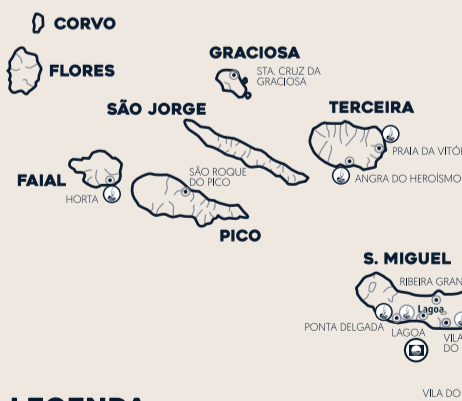 CORVO
FLORES
GRACIOSA
STA. CRUZ DA
GRACIOSA
SÃO JORGE
TERCEIRA
PRAIA DA VITÓ
ANGRA DO HEROÍSMO
SÃO ROQUE
DO PICO
FAIAL
HORTA
PICO
S. MIGUEL
RIBEIRA GRAN
Lagoa
PONTA DELGADA
LAGOA
VILA
DO
VILA DO
LEGENDA